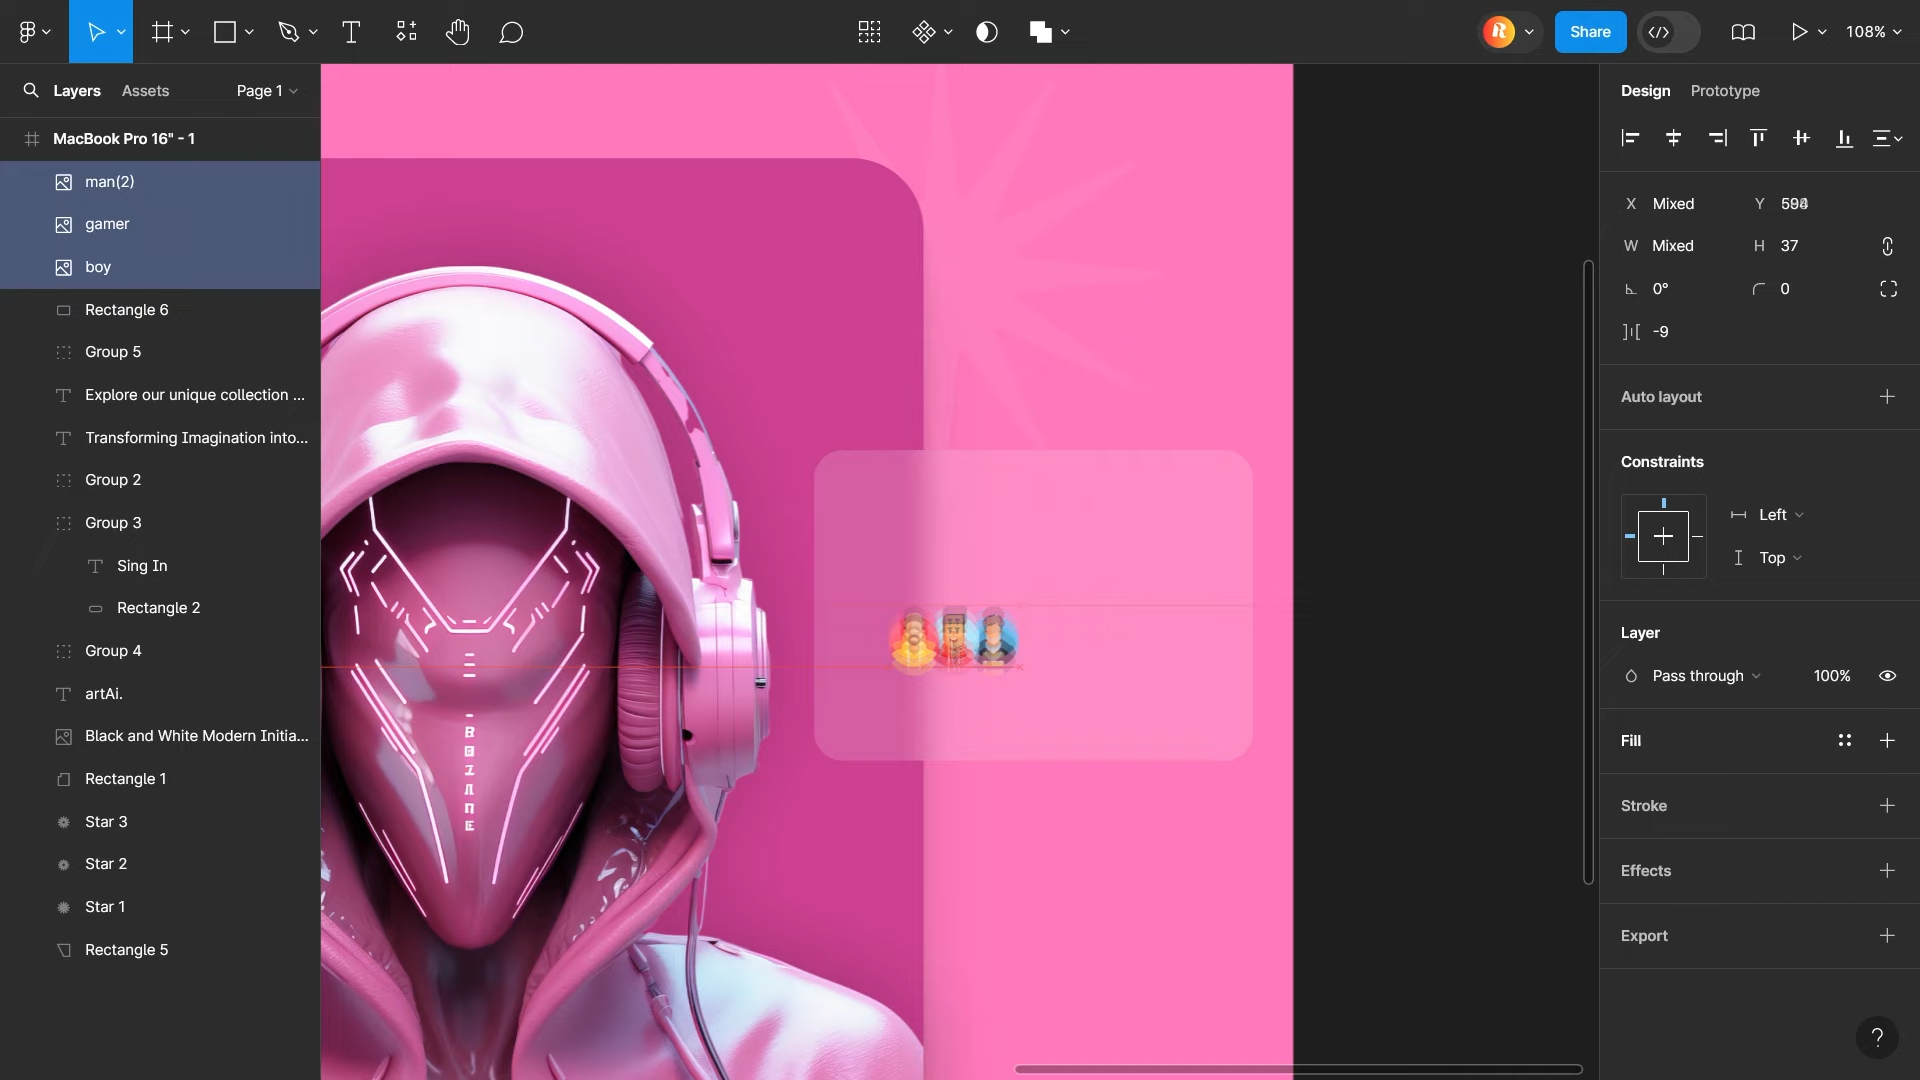 Share
108%
Layers
Assets
Page 1
MacBook Pro 16" - 1
man(2)
gamer
boy
Rectangle 6
Group 5
Explore our unique collection ...
Transforming Imagination into...
Group 2
Group 3
Sing In
Rectangle 2
Group 4
artAi.
Black and White Modern Initia...
Rectangle 1
Star 3
Star 2
Star 1
Rectangle 5
Design
Prototype
X Mixed
Y
W Mixed
H 37
0°
0
-9
Auto layout
Constraints
Left
Top
Layer
Pass through
100%
Fill
Stroke
Effects
Export
?